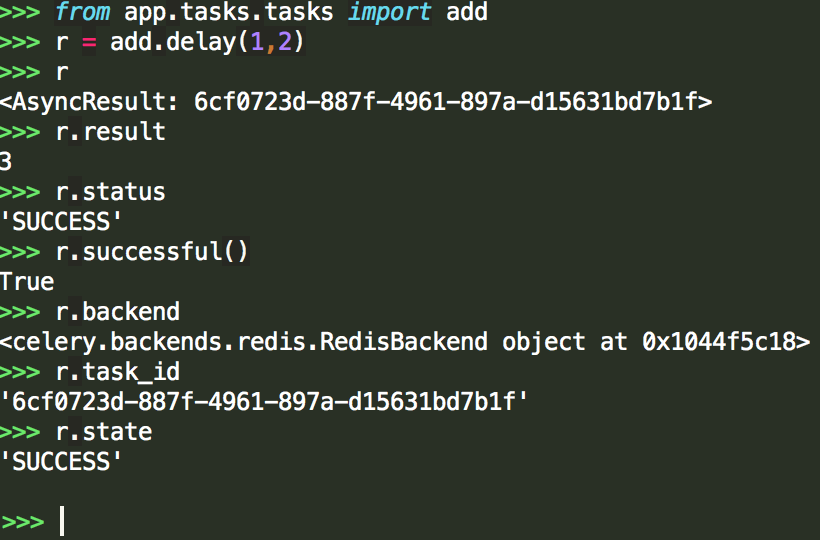 >>> from app.tasks.tasks import add
>>> r = add.delay(1,2)
>>> r
<AsyncResult: 6cf0723d-887f-4961-897a-d15631bd7b1f>
>>> r.result
3
>>> r.status
'SUCCESS'
>>> r.successful()
True
>>> r.backend
<celery.backends.redis.RedisBackend object at 0x1044f5c18>
>>> r.task_id
'6cf0723d-887f-4961-897a-d15631bd7b1f'
>>> r.state
'SUCCESS'
>>>